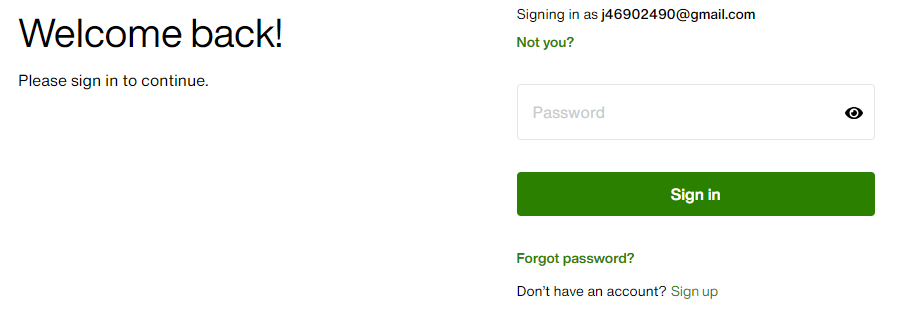 Welcome back!
Please sign in to continue.
Signing in as j46902490@gmail.com
Not you?
Password
Sign in
Forgot password?
Don’t have an account? Sign up